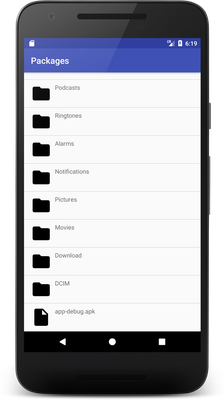 6:19
Packages
Podcasts
Ringtones
Alarms
Notifications
Pictures
Movies
Download
DCIM
app-debug.apk